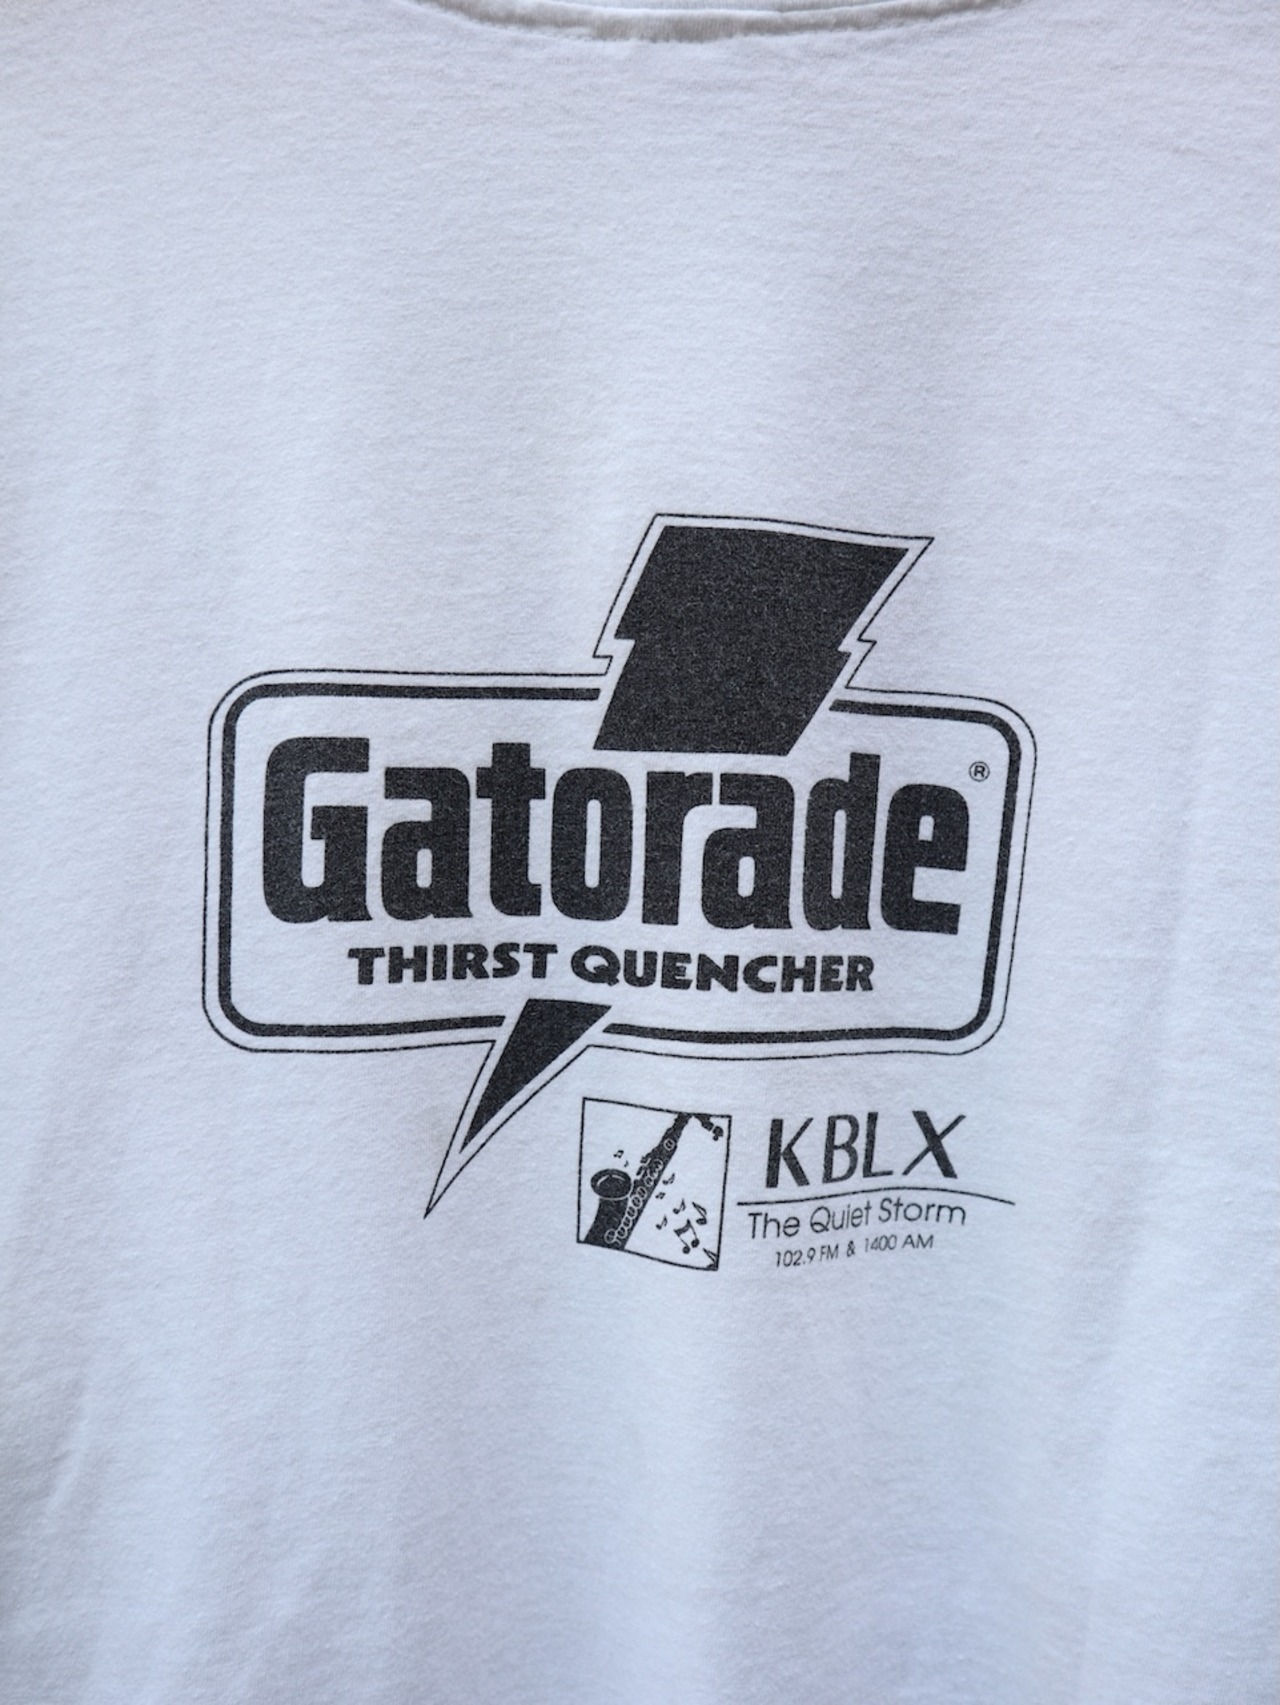 Gatorade®
THIRST QUENCHER
KBLX
The Quiet Storm
102.9 FM & 1400 AM